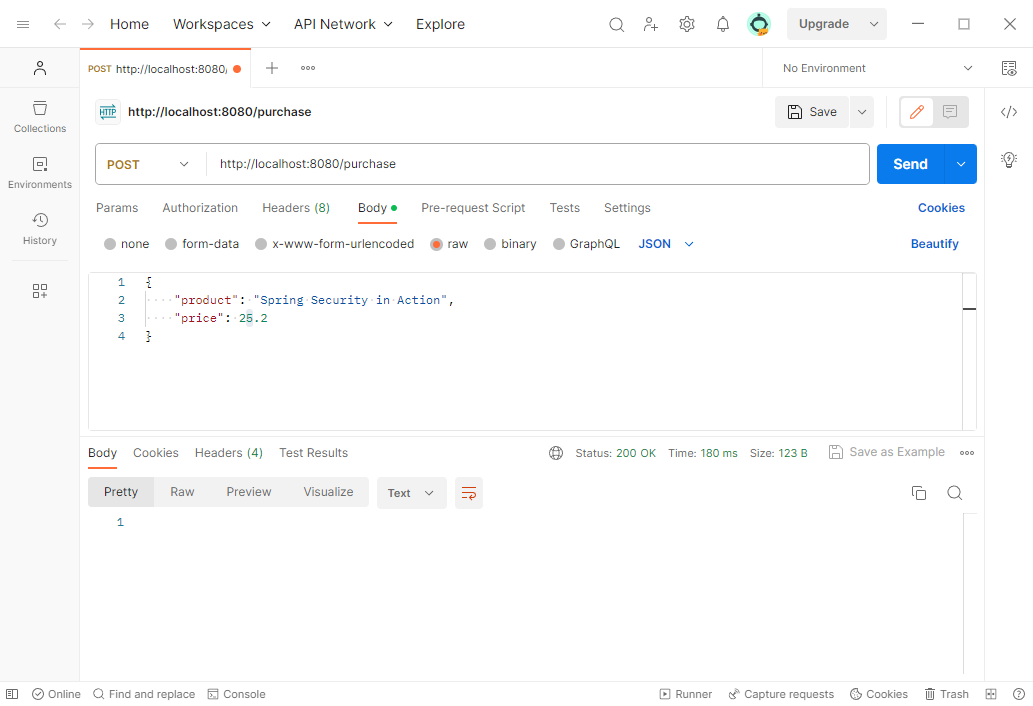 Home Workspaces API Network Explore Upgrade
POST http://localhost:8080/ No Environment
HTTP http://localhost:8080/purchase Save
Collections
POST http://localhost:8080/purchase Send
Environments
Params Authorization Headers (8) Body Pre-request Script Tests Settings Cookies
History
none form-data x-www-form-urlencoded raw binary GraphQL JSON Beautify
1 {
2 "product": "Spring Security in Action",
3 "price": 25.2
4 }
Body Cookies Headers (4) Test Results Status: 200 OK Time: 180 ms Size: 123 B Save as Example
Pretty Raw Preview Visualize Text
1
Online Find and replace Console Runner Capture requests Cookies Trash